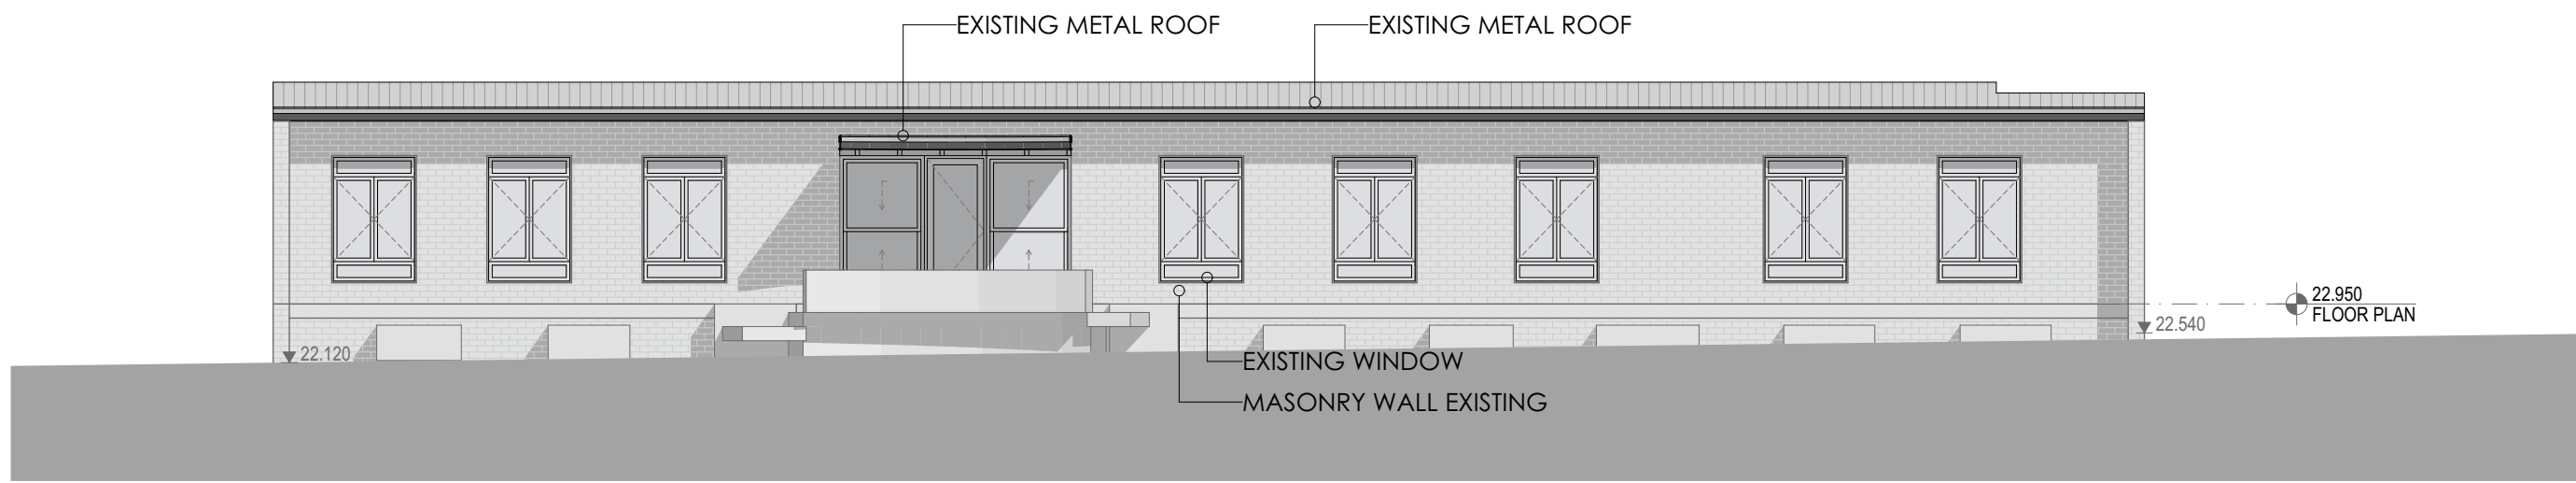 EXISTING METAL ROOF
EXISTING METAL ROOF
22.950
FLOOR PLAN
22.540
22.120
EXISTING WINDOW
MASONRY WALL EXISTING